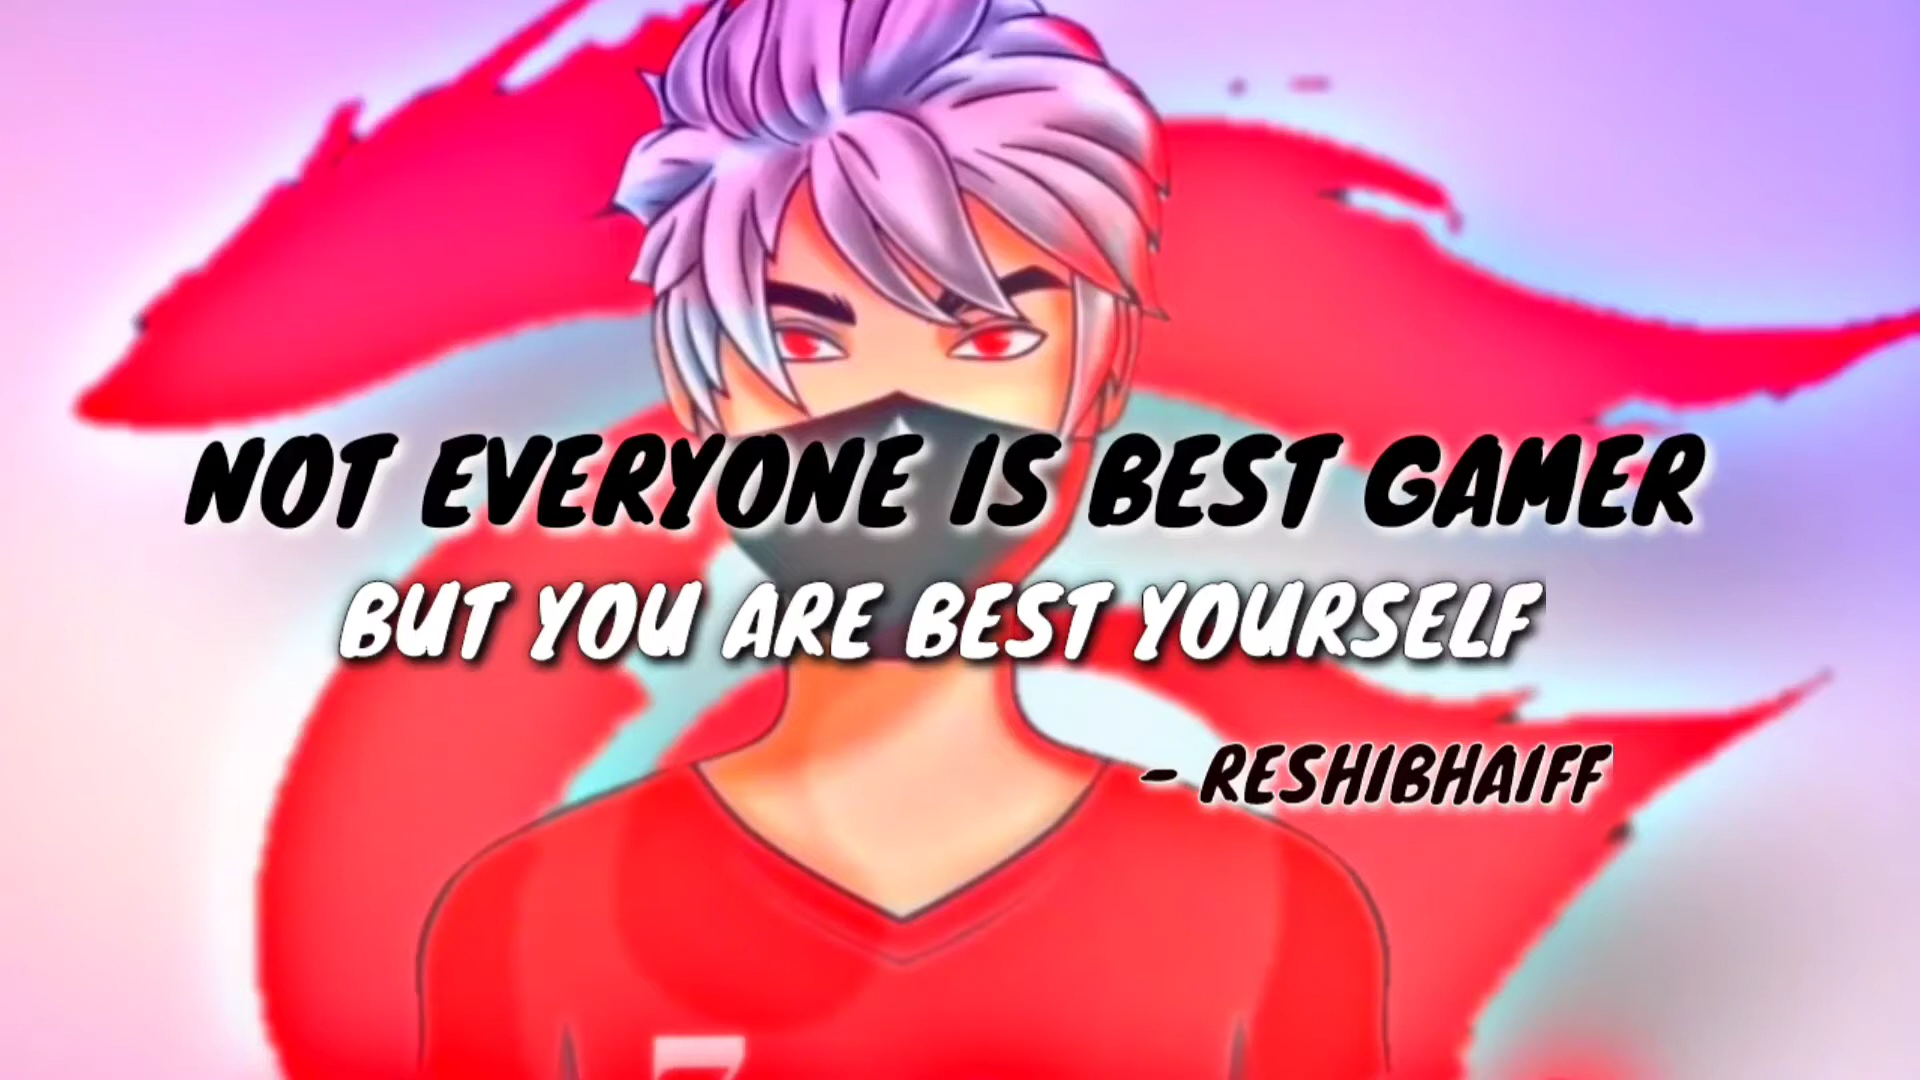 NOT EVERYONE IS BEST GAMER
BUT YOU ARE BEST YOURSELF
- RESHIBHAIFF